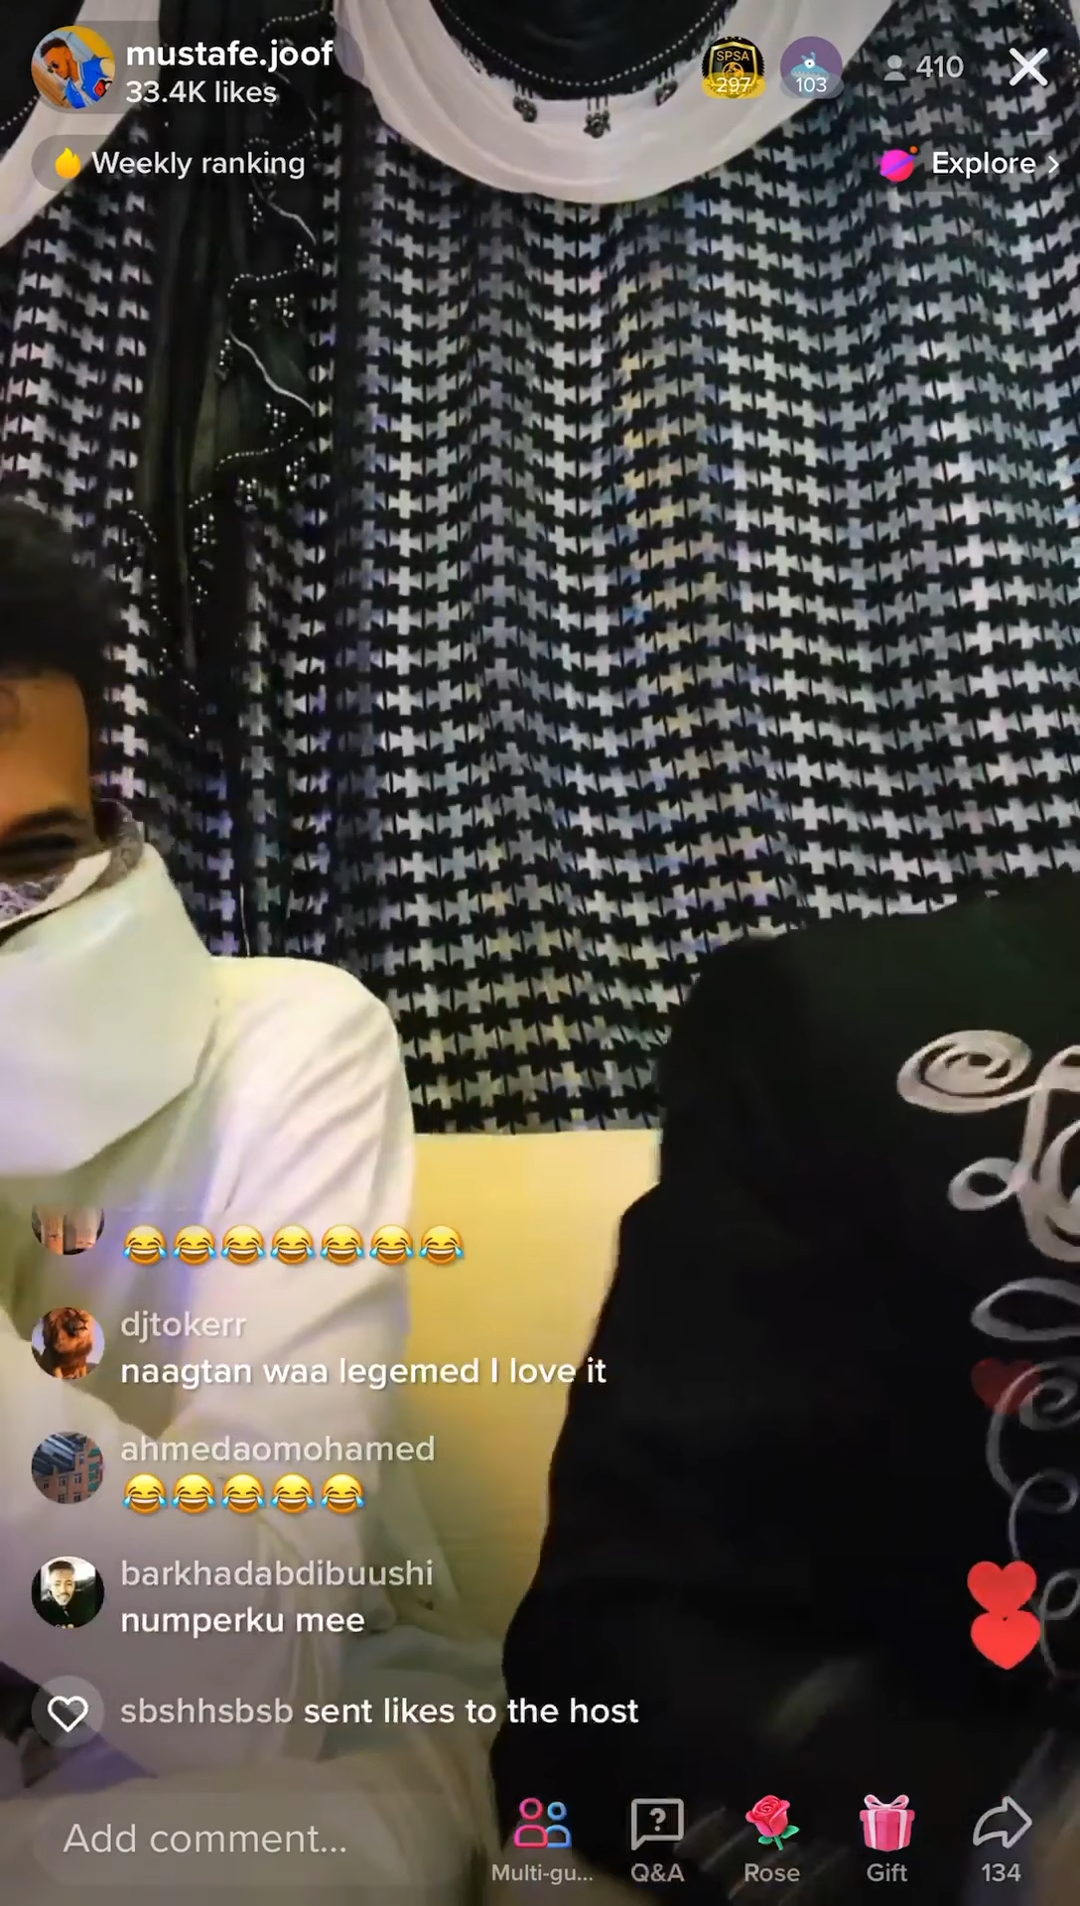 mustafe.joof
33.4K likes
SPSA
297
103
410
Weekly ranking
Explore >
djtokerr
naagtan waa legemed I love it
ahmedaomohamed
barkhadabdibuushi
numperku mee
sbshhsbsb sent likes to the host
Add comment...
Multi-gu...
Q&A
Rose
Gift
134